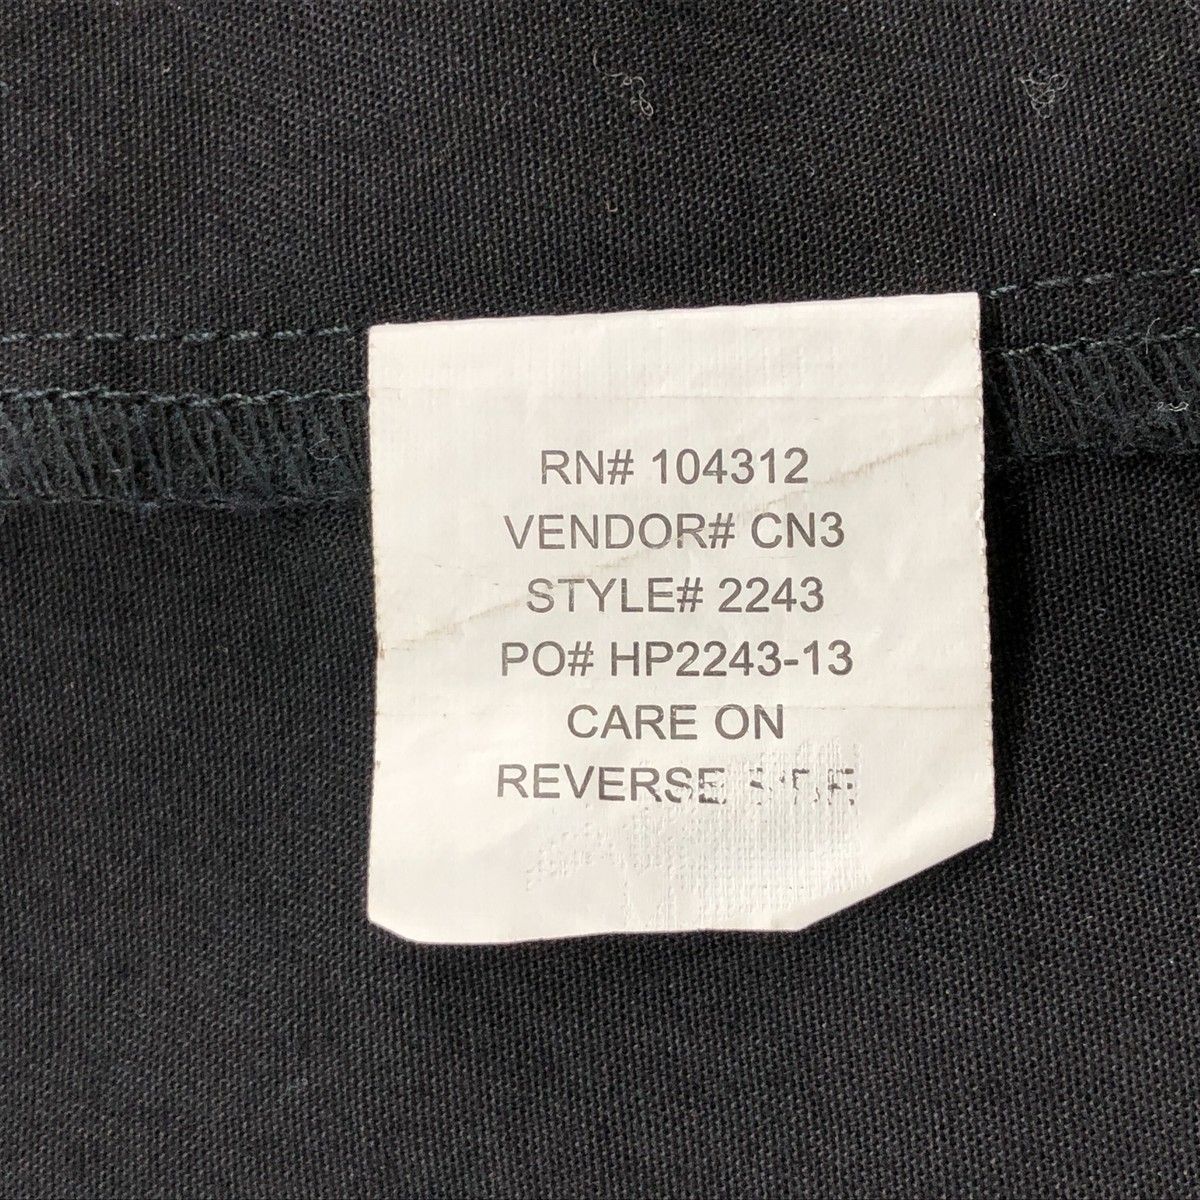 RN# 104312
VENDOR# CN3
STYLE# 2243
PO# HP2243-13
CARE ON
REVERSE